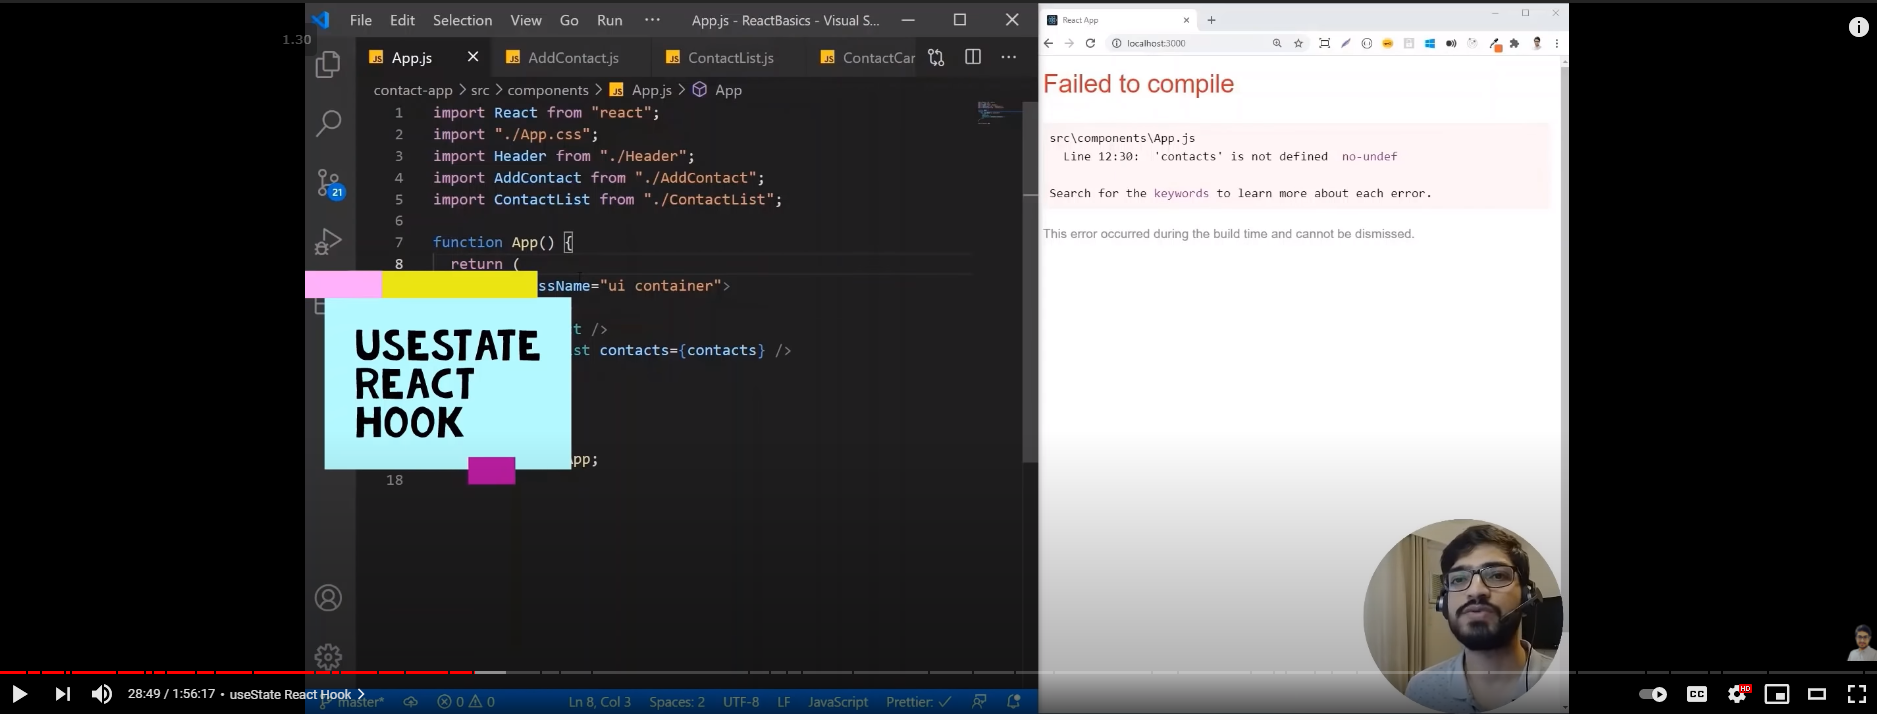 File Edit Selection View Go Run ··· App.js - ReactBasics - Visual S...
1.30
App.js AddContact.js ContactList.js ContactCar
contact-app > src > components > App.js > App
1 import React from "react";
2 import "./App.css";
3 import Header from "./Header";
4 import AddContact from "./AddContact";
5 import ContactList from "./ContactList";
6
7 function App() {
8 return (
ssName="ui container">
t />
st contacts={contacts} />
pp;
18
21
USESTATE
REACT
HOOK
master* 0 0 Ln 8, Col 3 Spaces: 2 UTF-8 LF JavaScript Prettier: ✓
React App
localhost:3000
Failed to compile
src\components\App.js
Line 12:30: 'contacts' is not defined no-undef
Search for the keywords to learn more about each error.
This error occurred during the build time and cannot be dismissed.
28:49 / 1:56:17 • useState React Hook >
CC
HD